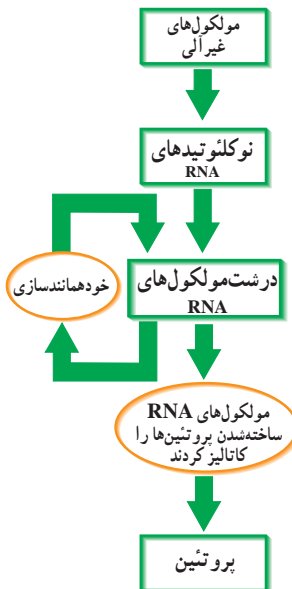 مولکول‌های
غیرآلی
نوکلئوتیدهای
RNA
درشت‌مولکول‌های
RNA
خودهمانندسازی
مولکول‌های RNA
ساخته‌شدن پروتئین‌ها را
کاتالیز کردند
پروتئین